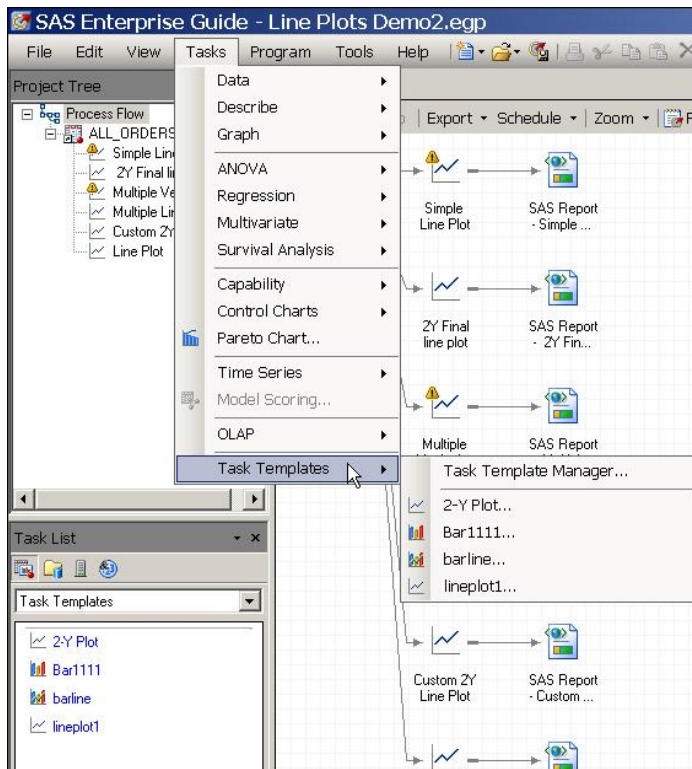 SAS Enterprise Guide - Line Plots Demo2.egp
File Edit View Tasks Program Tools Help
Project Tree
Process Flow
ALL_ORDERS
Simple Lin
2Y Final li
Multiple Ve
Multiple Li
Custom 2Y
Line Plot
Data
Describe
Graph
ANOVA
Regression
Multivariate
Survival Analysis
Capability
Control Charts
Pareto Chart...
Time Series
Model Scoring...
OLAP
Task Templates
Task Template Manager...
2-Y Plot...
Bar1111...
barline...
lineplot1...
Export Schedule Zoom
Simple
Line Plot
SAS Report
- Simple ...
2Y Final
line plot
SAS Report
- 2Y Fin...
Multiple
SAS Report
Custom 2Y
Line Plot
SAS Report
- Custom ...
Task List
Task Templates
2-Y Plot
Bar1111
barline
lineplot1